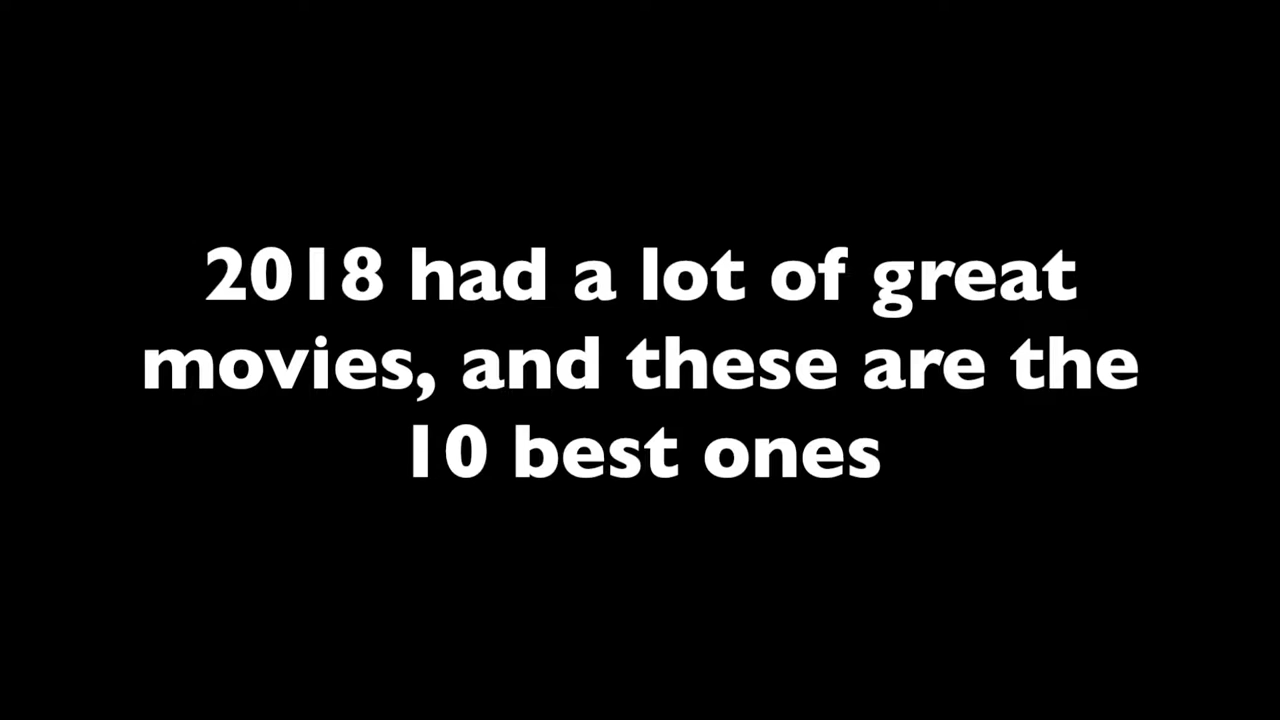 2018 had a lot of great
movies, and these are the
10 best ones